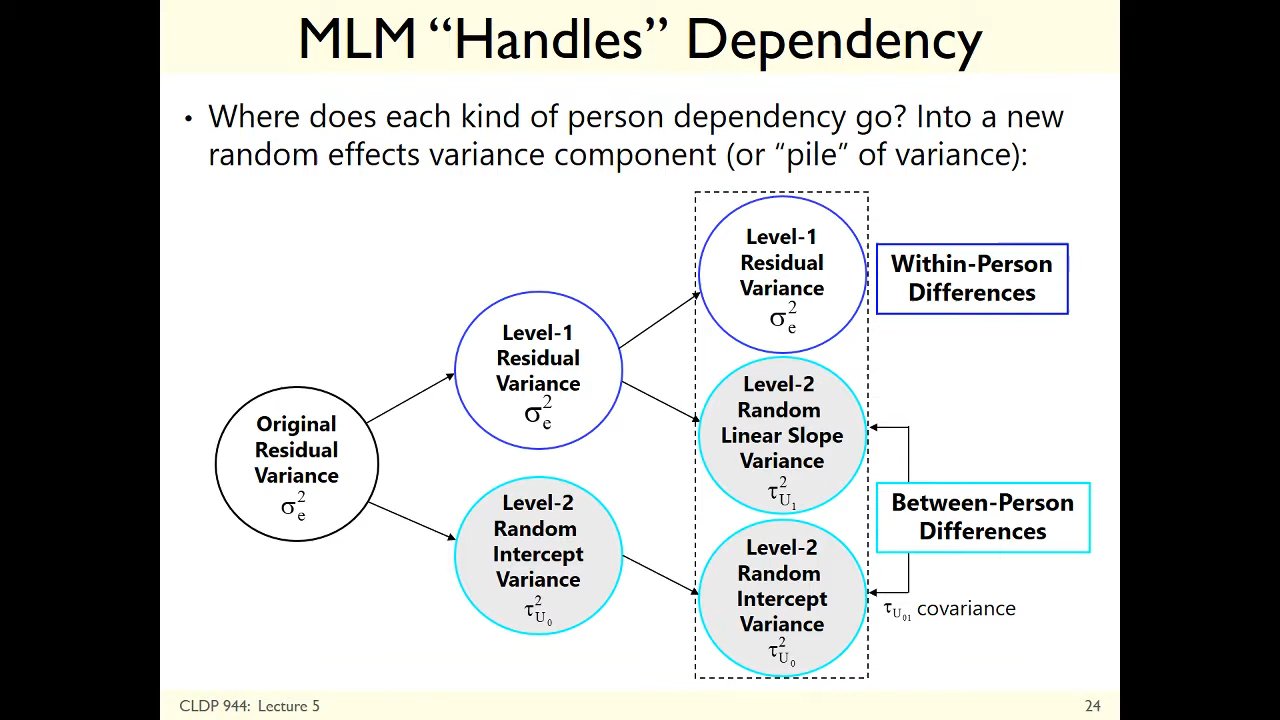 MLM “Handles” Dependency
• Where does each kind of person dependency go? Into a new
random effects variance component (or “pile” of variance):
Original
Residual
Variance
σ²e
Level-1
Residual
Variance
σ²e
Level-2
Random
Intercept
Variance
τ²U₀
Level-1
Residual
Variance
σ²e
Level-2
Random
Linear Slope
Variance
τ²U₁
Level-2
Random
Intercept
Variance
τ²U₀
Within-Person
Differences
Between-Person
Differences
τU₀₁ covariance
CLDP 944: Lecture 5
24